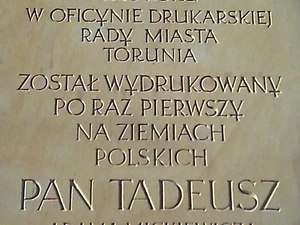 W OFICYNIE DRUKARSKIEJ
RADY MIASTA
TORUNIA
ZOSTAŁ WYDRUKOWANY
PO RAZ PIERWSZY
NA ZIEMIACH
POLSKICH
PAN TADEUSZ